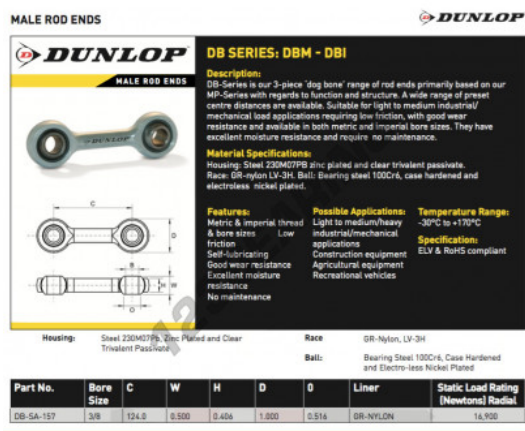 MALE ROD ENDS
DUNLOP
DUNLOP
MALE ROD ENDS
DB SERIES: DBM - DBI
Description:
DB-Series is our 3-piece 'dog bone' range of rod ends primarily based on our
MP-Series with regards to function and structure. A wide range of preset
centre distances are available. Suitable for light to medium industrial/
mechanical load applications requiring low friction, with good wear
resistance and available in both metric and imperial bore sizes. They have
excellent moisture resistance and require no maintenance.
Material Specifications:
Housing: Steel 230M07PB zinc plated and clear trivalent passivate.
Race: GR-nylon LV-3H. Ball: Bearing steel 100Cr6, case hardened and
electroless nickel plated.
Features:
Metric & imperial thread
& bore sizes Low
friction
Self-lubricating
Good wear resistance
Excellent moisture
resistance
No maintenance
Possible Applications:
Light to medium/heavy
industrial/mechanical
applications
Construction equipment
Agricultural equipment
Recreational vehicles
Temperature Range:
-30°C to +170°C
Specification:
ELV & RoHS compliant
C
D
B
H
W
O
Housing: Steel 230M07Pb, Zinc Plated and Clear
Trivalent Passivate
Race GR-Nylon, LV-3H
Ball: Bearing Steel 100Cr6, Case Hardened
and Electro-less Nickel Plated
Part No. Bore Size C W H D 0 Liner Static Load Rating (Newtons) Radial
DB-SA-157 3/8 124.0 0.500 0.406 1.000 0.516 GR-NYLON 16,900